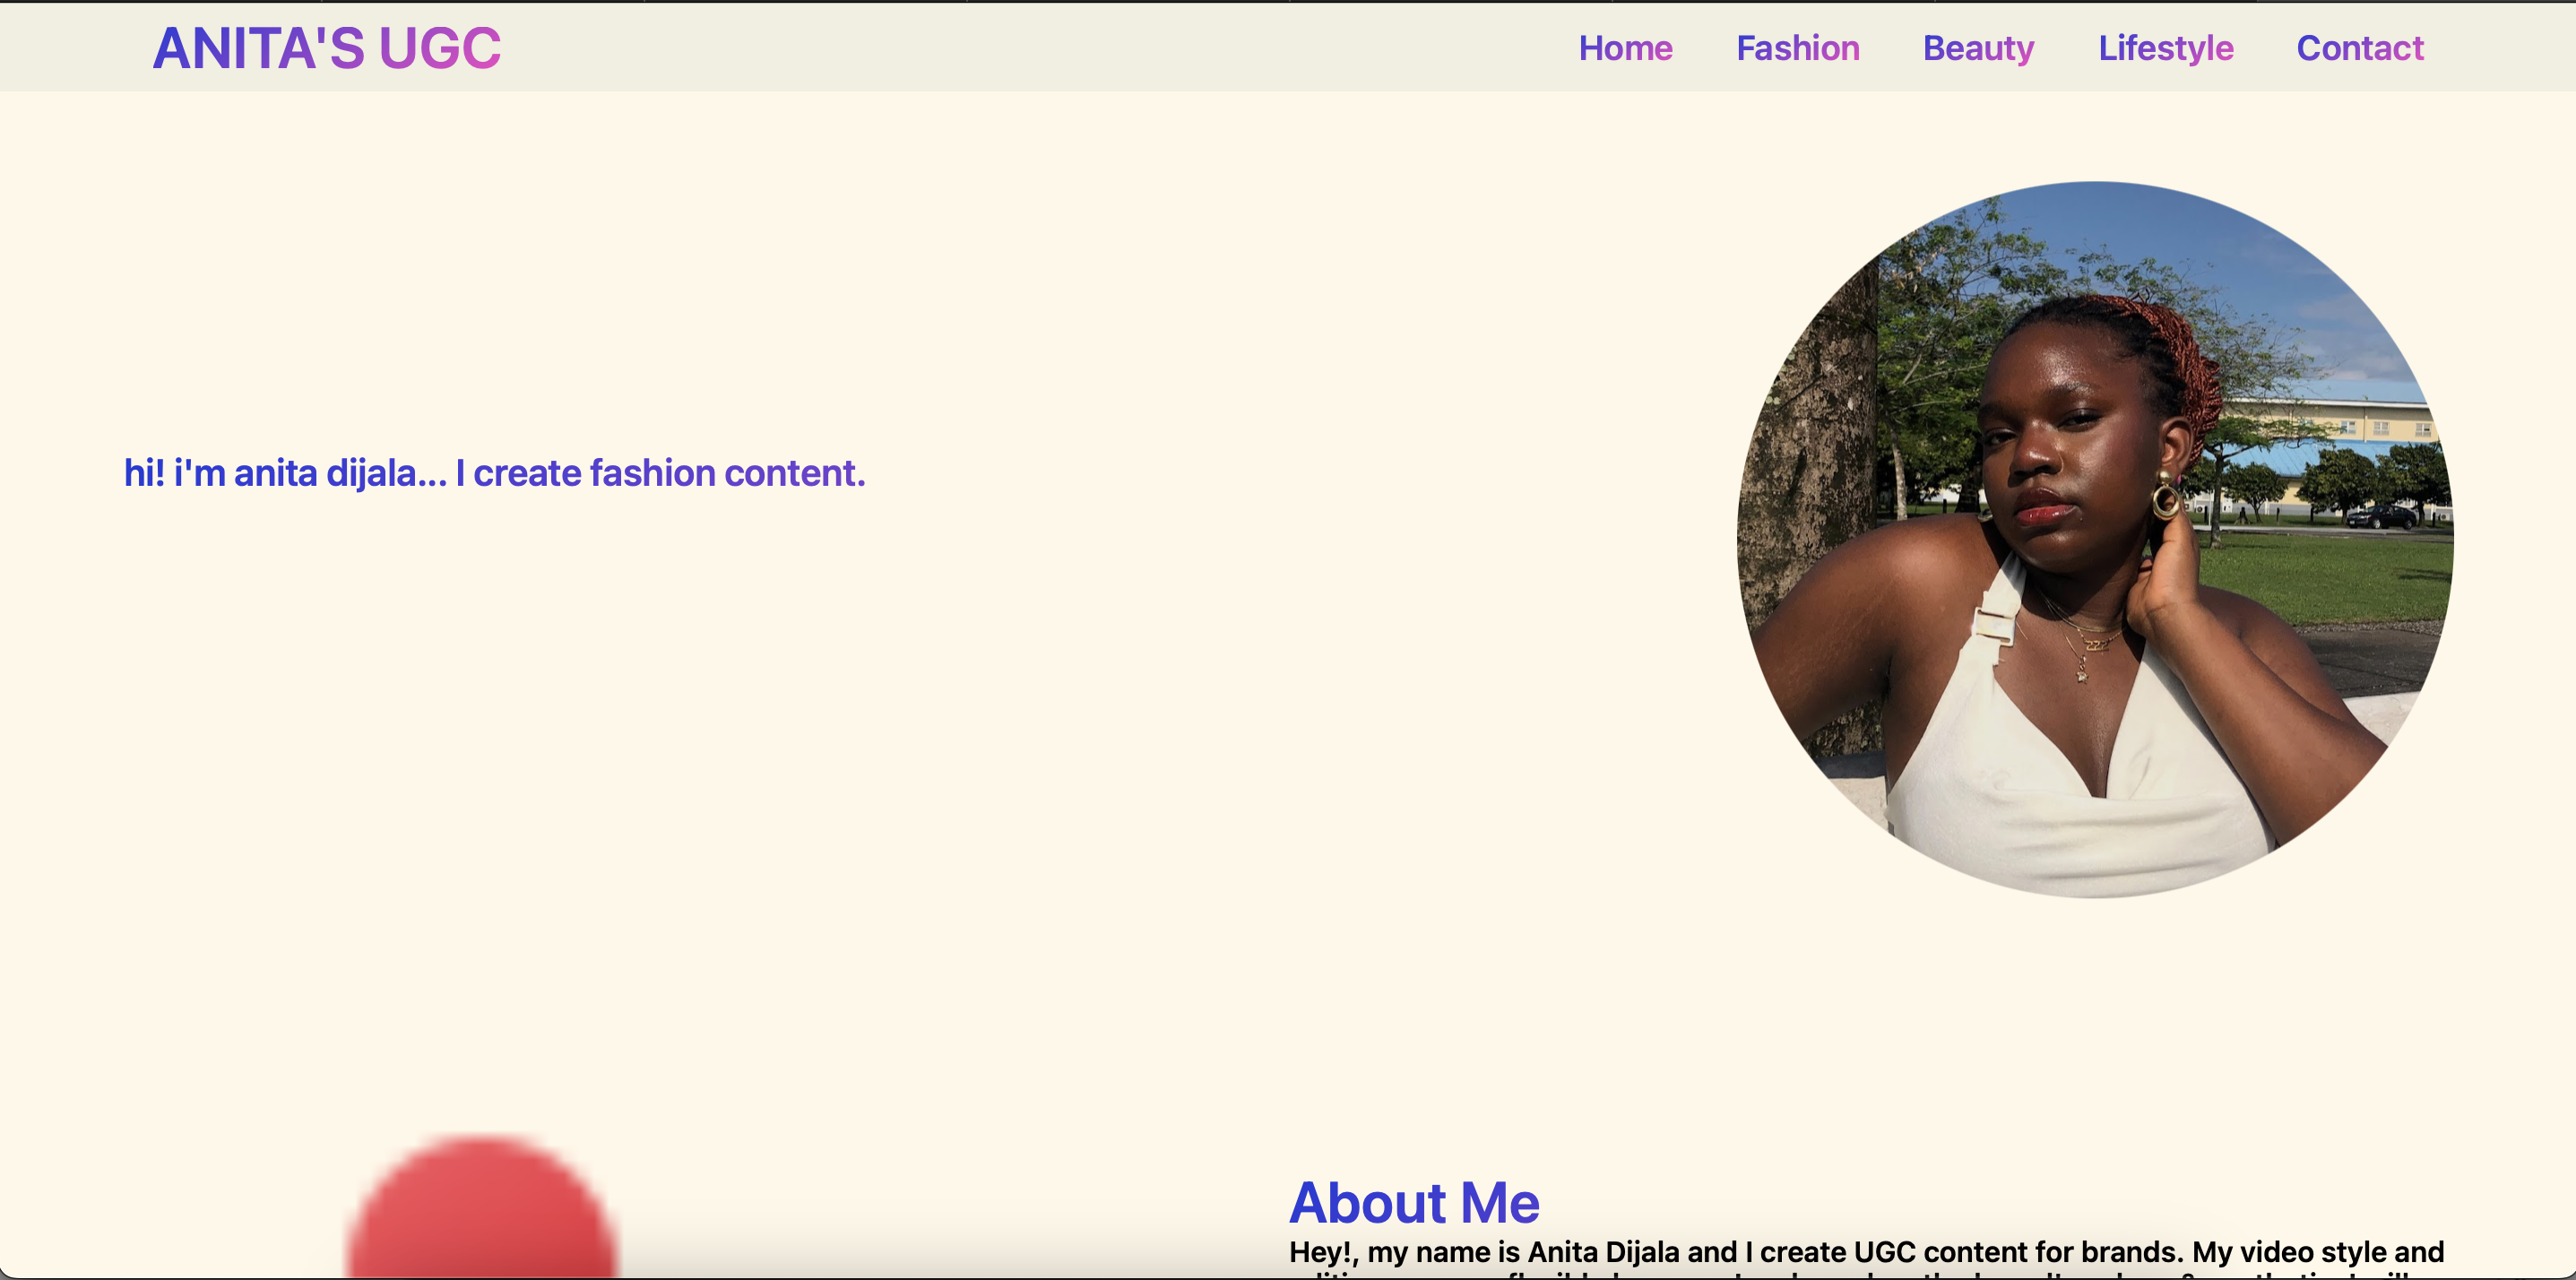 ANITA'S UGC
Home Fashion Beauty Lifestyle Contact
hi! i'm anita dijala... I create fashion content.
About Me
Hey!, my name is Anita Dijala and I create UGC content for brands. My video style and